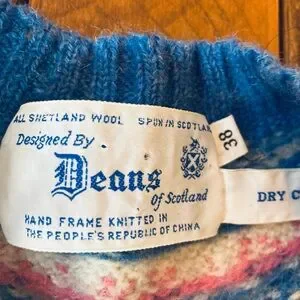 ALL SHETLAND WOOL SPUN IN SCOTLAN
Designed By
Deans
of Scotland
HAND FRAME KNITTED IN
THE PEOPLE'S REPUBLIC OF CHINA
38
DRY C